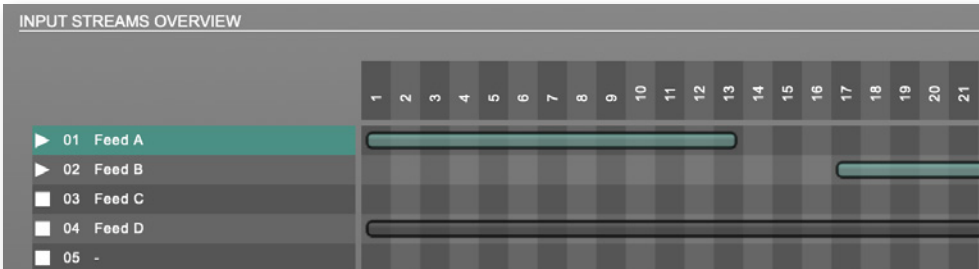 INPUT STREAMS OVERVIEW
1 2 3 4 5 6 7 8 9 10 11 12 13 14 15 16 17 18 19 20 21
01 Feed A
02 Feed B
03 Feed C
04 Feed D
05 -